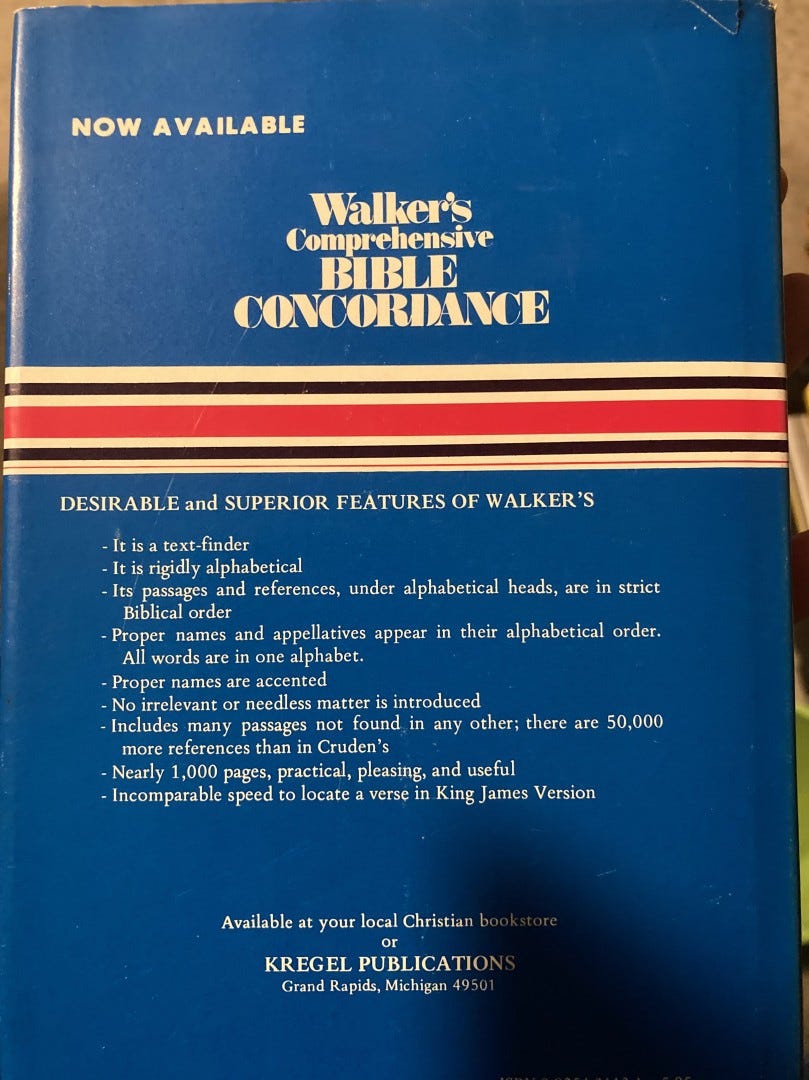 NOW AVAILABLE
Walker's
Comprehensive
BIBLE
CONCORDANCE
DESIRABLE and SUPERIOR FEATURES OF WALKER'S
- It is a text-finder
- It is rigidly alphabetical
- Its passages and references, under alphabetical heads, are in strict
Biblical order
- Proper names and appellatives appear in their alphabetical order.
All words are in one alphabet.
- Proper names are accented
- No irrelevant or needless matter is introduced
- Includes many passages not found in any other; there are 50,000
more references than in Cruden's
- Nearly 1,000 pages, practical, pleasing, and useful
- Incomparable speed to locate a verse in King James Version
Available at your local Christian bookstore
or
KREGEL PUBLICATIONS
Grand Rapids, Michigan 49501